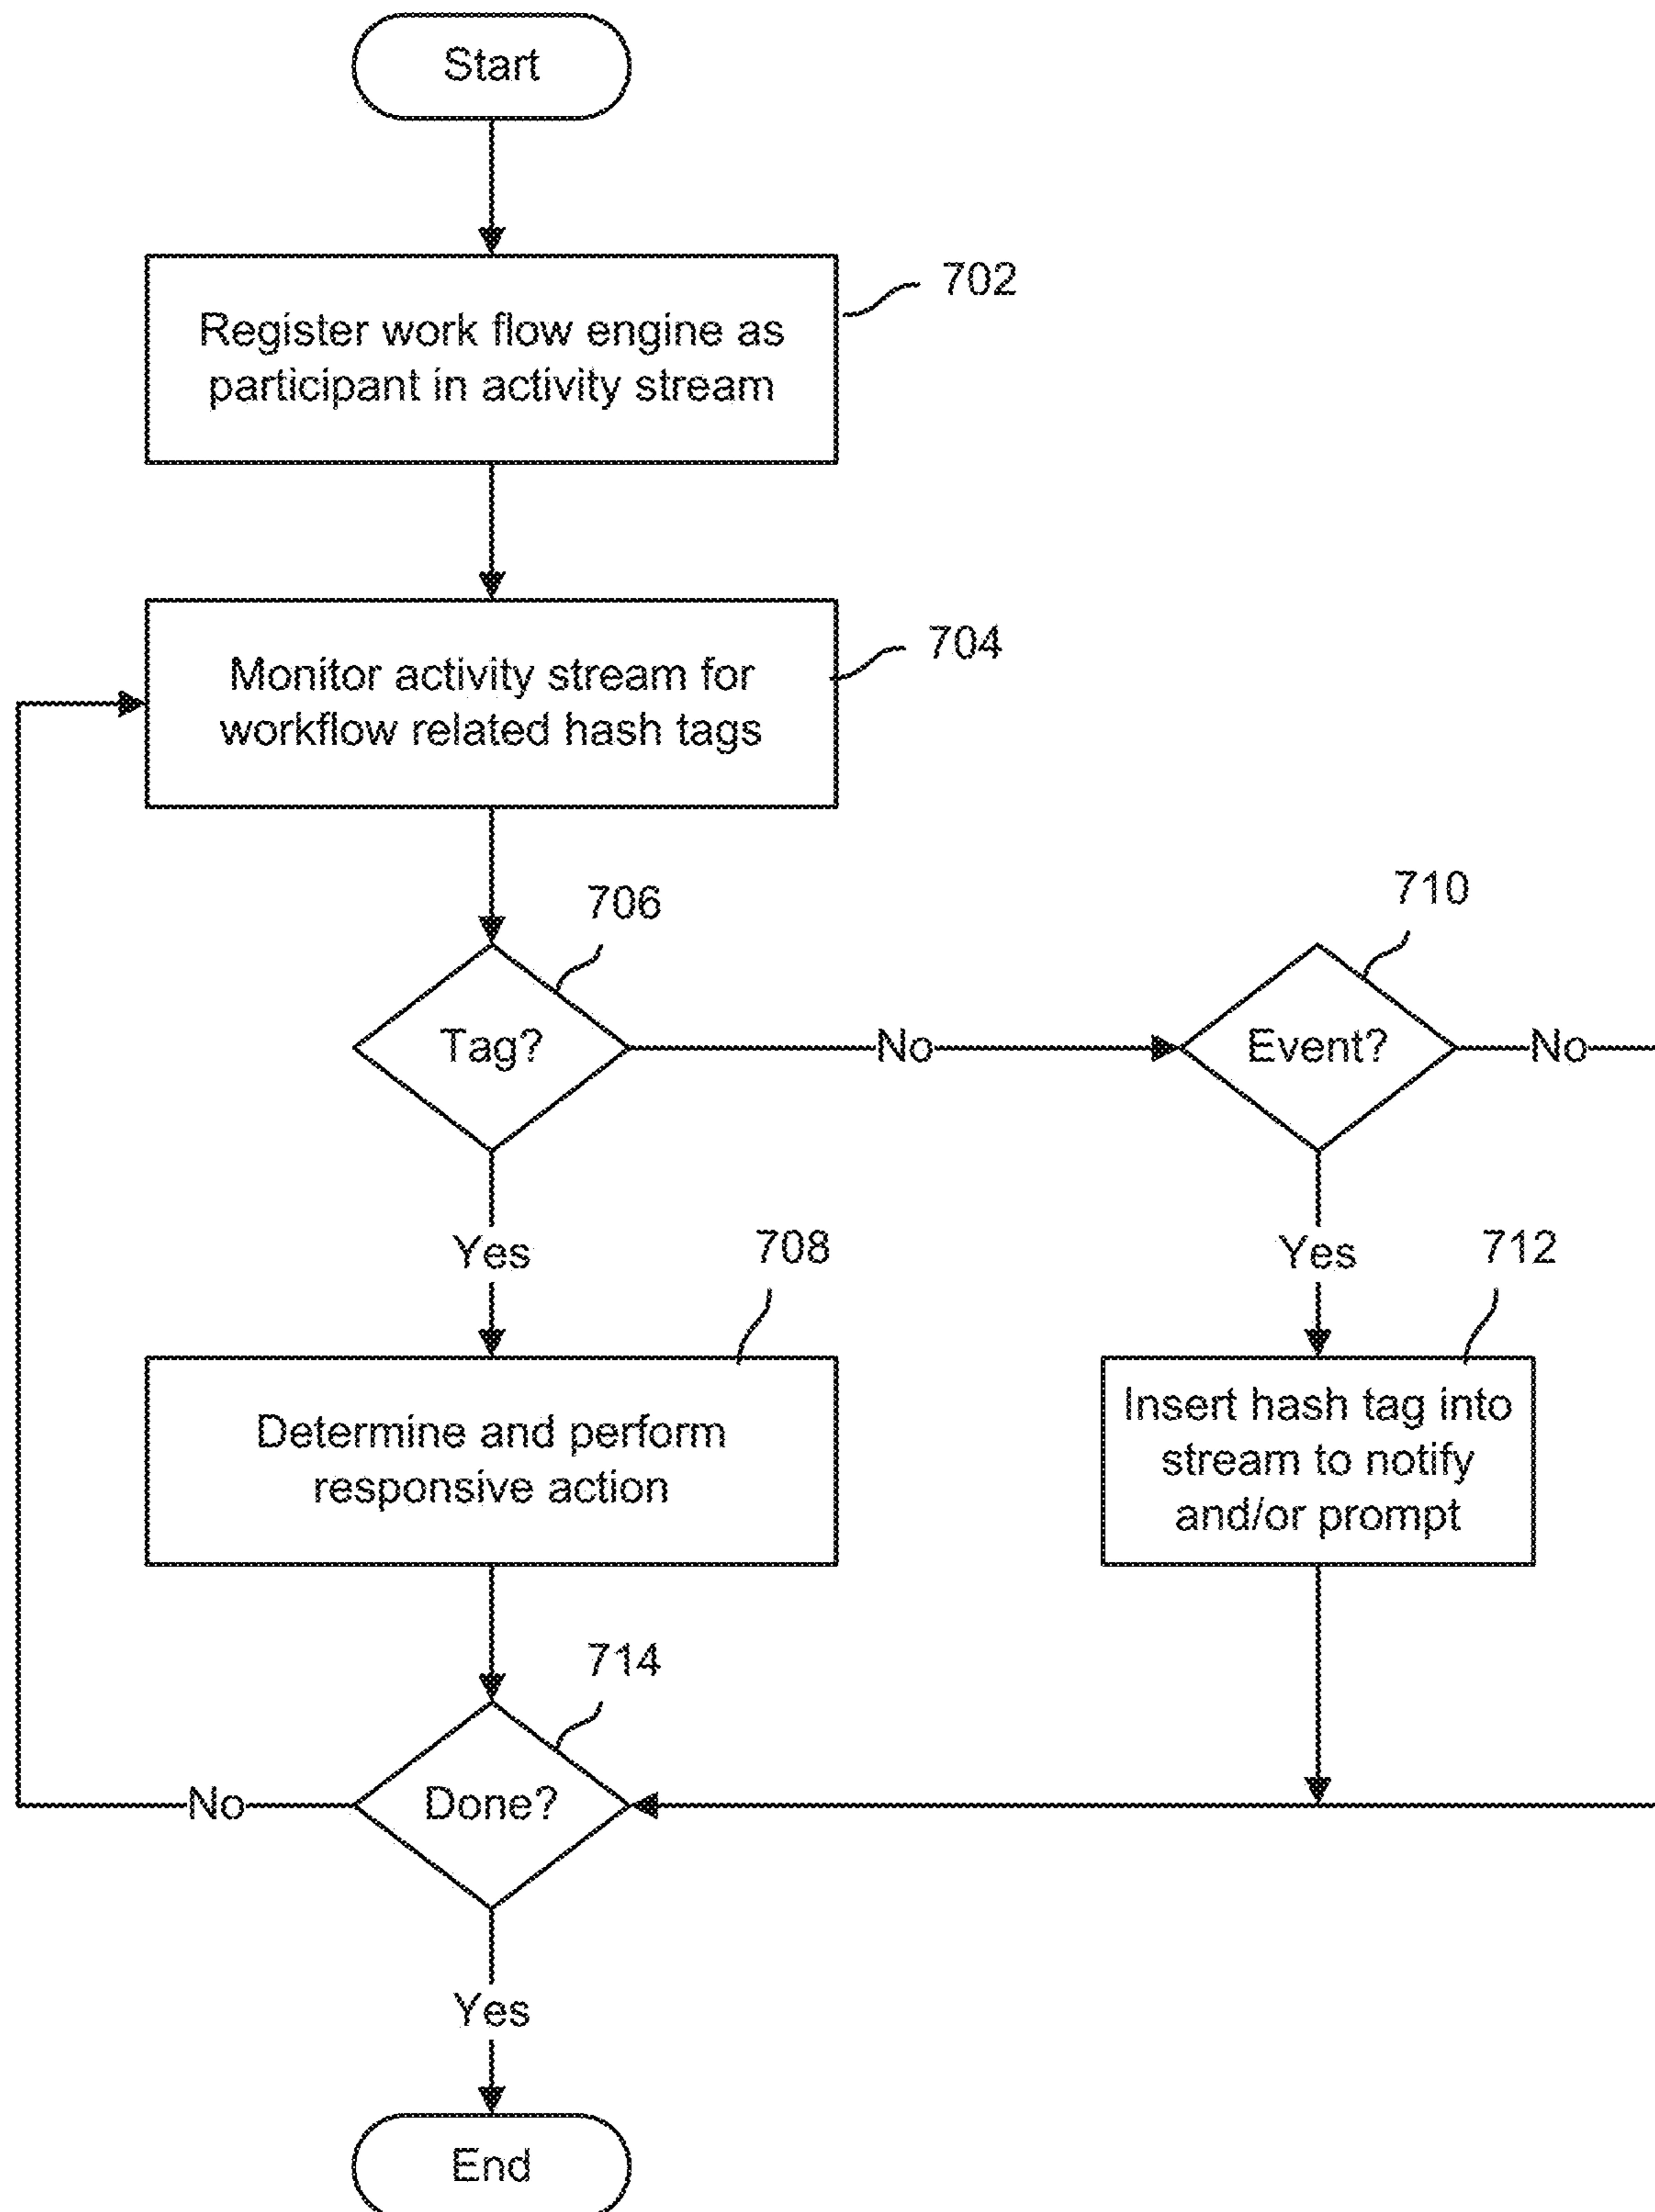 Start
702
Register work flow engine as
participant in activity stream
704
Monitor activity stream for
workflow related hash tags
706
710
Tag?
No
Event?
No
Yes
708
Yes
712
Determine and perform
responsive action
Insert hash tag into
stream to notify
and/or prompt
714
No
Done?
Yes
End